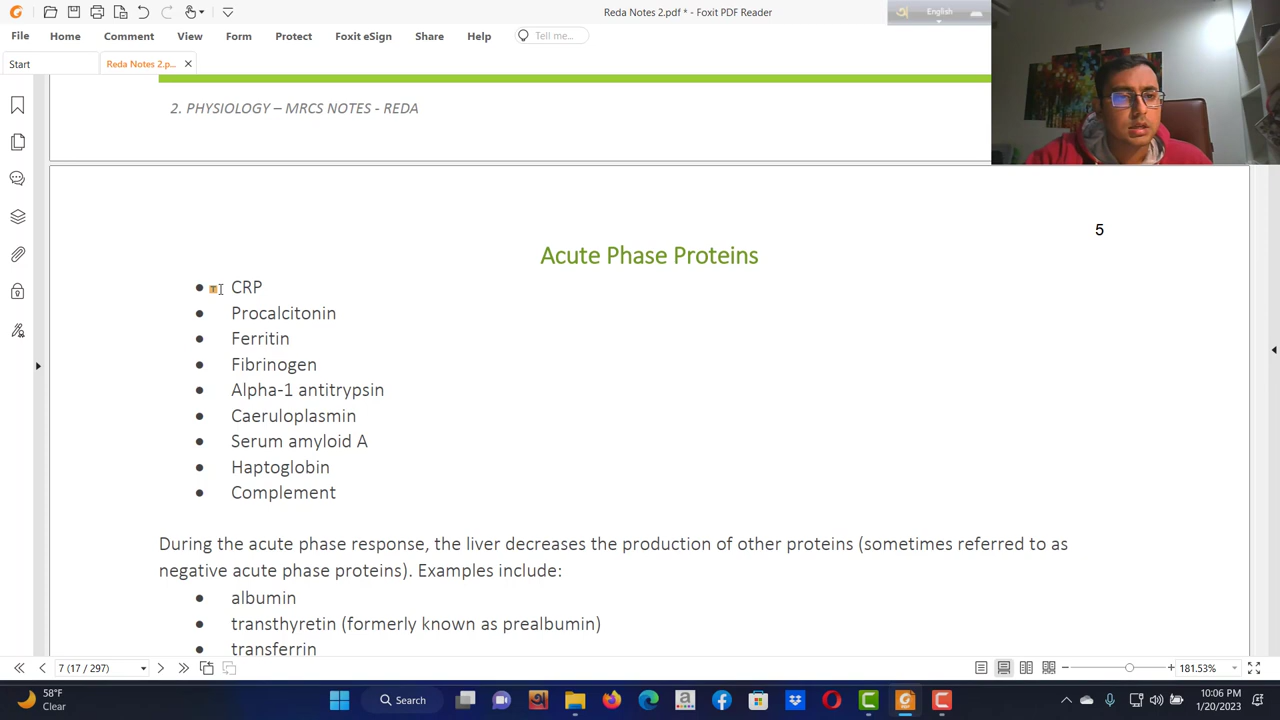 Reda Notes 2.pdf * - Foxit PDF Reader
English
File Home Comment View Form Protect Foxit eSign Share Help Tell me...
Start Reda Notes 2.p...
2. PHYSIOLOGY – MRCS NOTES - REDA
5
Acute Phase Proteins
• CRP
• Procalcitonin
• Ferritin
• Fibrinogen
• Alpha-1 antitrypsin
• Caeruloplasmin
• Serum amyloid A
• Haptoglobin
• Complement
During the acute phase response, the liver decreases the production of other proteins (sometimes referred to as
negative acute phase proteins). Examples include:
• albumin
• transthyretin (formerly known as prealbumin)
• transferrin
7 (17 / 297) 181.53%
58°F
Clear
Search
10:06 PM
1/20/2023